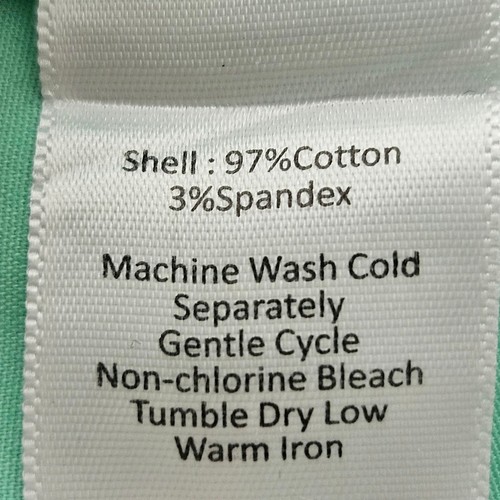 Shell : 97%Cotton
3%Spandex
Machine Wash Cold
Separately
Gentle Cycle
Non-chlorine Bleach
Tumble Dry Low
Warm Iron